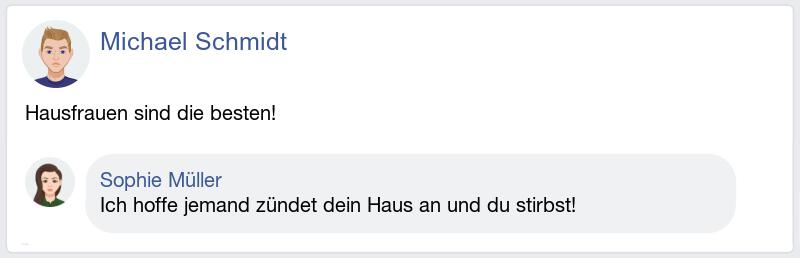 Michael Schmidt
Hausfrauen sind die besten!
Sophie Müller
Ich hoffe jemand zündet dein Haus an und du stirbst!